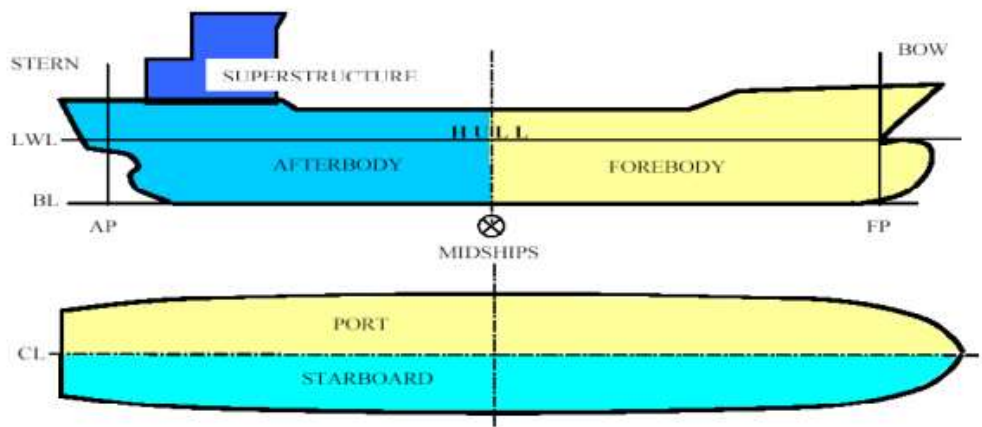 BOW
STERN
SUPERSTRUCTURE
HULL
LWL
AFTERBODY
FOREBODY
BL
AP
FP
MIDSHIPS
PORT
CL
STARBOARD